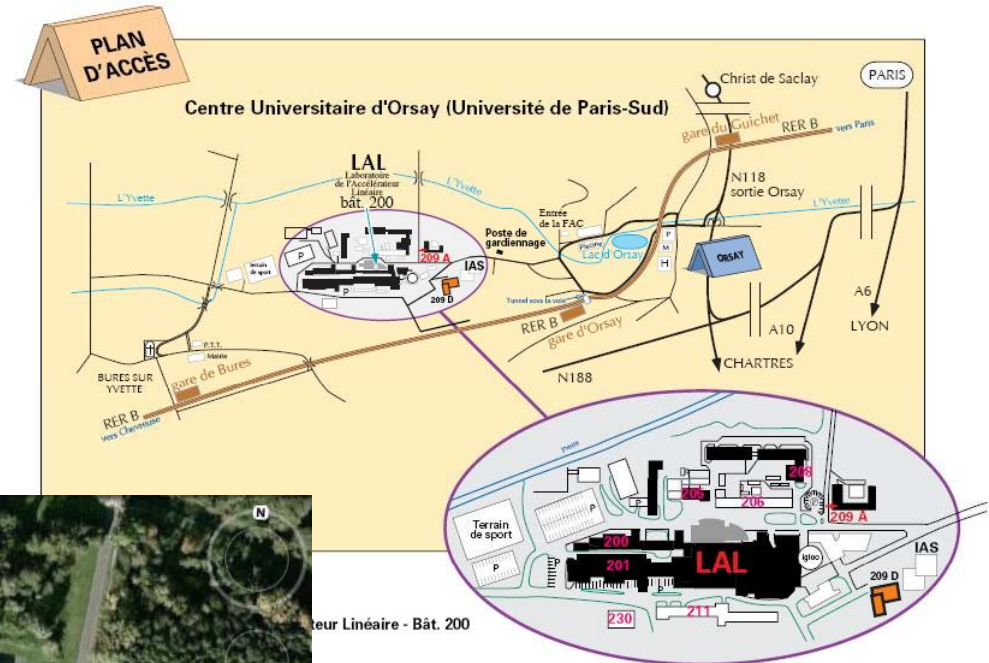 PLAN
D'ACCÈS
Centre Universitaire d'Orsay (Université de Paris-Sud)
Christ de Saclay
PARIS
gare du Guichet
RER B
vers Paris
LAL
Laboratoire
de l'Accélérateur
Linéaire
bât. 200
N118
sortie Orsay
L'Yvette
L'Yvette
L'Yvette
Entrée
de la FAC
Poste de
gardiennage
Piscine
Lac d'Orsay
P
M
H
ORSAY
Terrain
de sport
P
209 A
IAS
209 D
Tunnel sous la voie
RER B
gare d'Orsay
A6
A10
LYON
CHARTRES
N188
P.T.T.
Mairie
BURES SUR
YVETTE
gare de Bures
RER B
vers Chevreuse
Yvette
208
205
206
P
P
209 A
Terrain
de sport
200
P
P
201
LAL
igloo
IAS
P
209 D
230
211
N
teur Linéaire - Bât. 200